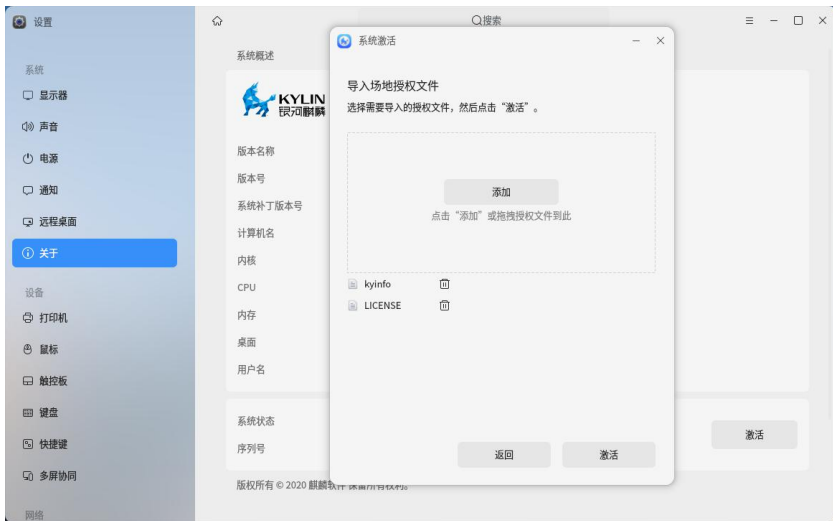 设置
搜索
系统激活
系统概述
系统
显示器
声音
电源
通知
远程桌面
关于
设备
打印机
鼠标
触控板
键盘
快捷键
多屏协同
网络
KYLIN
银河麒麟
版本名称
版本号
系统补丁版本号
计算机名
内核
CPU
内存
桌面
用户名
系统状态
序列号
激活
版权所有 © 2020 麒麟软件 保留所有权利。
导入场地授权文件
选择需要导入的授权文件，然后点击“激活”。
添加
点击“添加”或拖拽授权文件到此
kyinfo
LICENSE
返回
激活